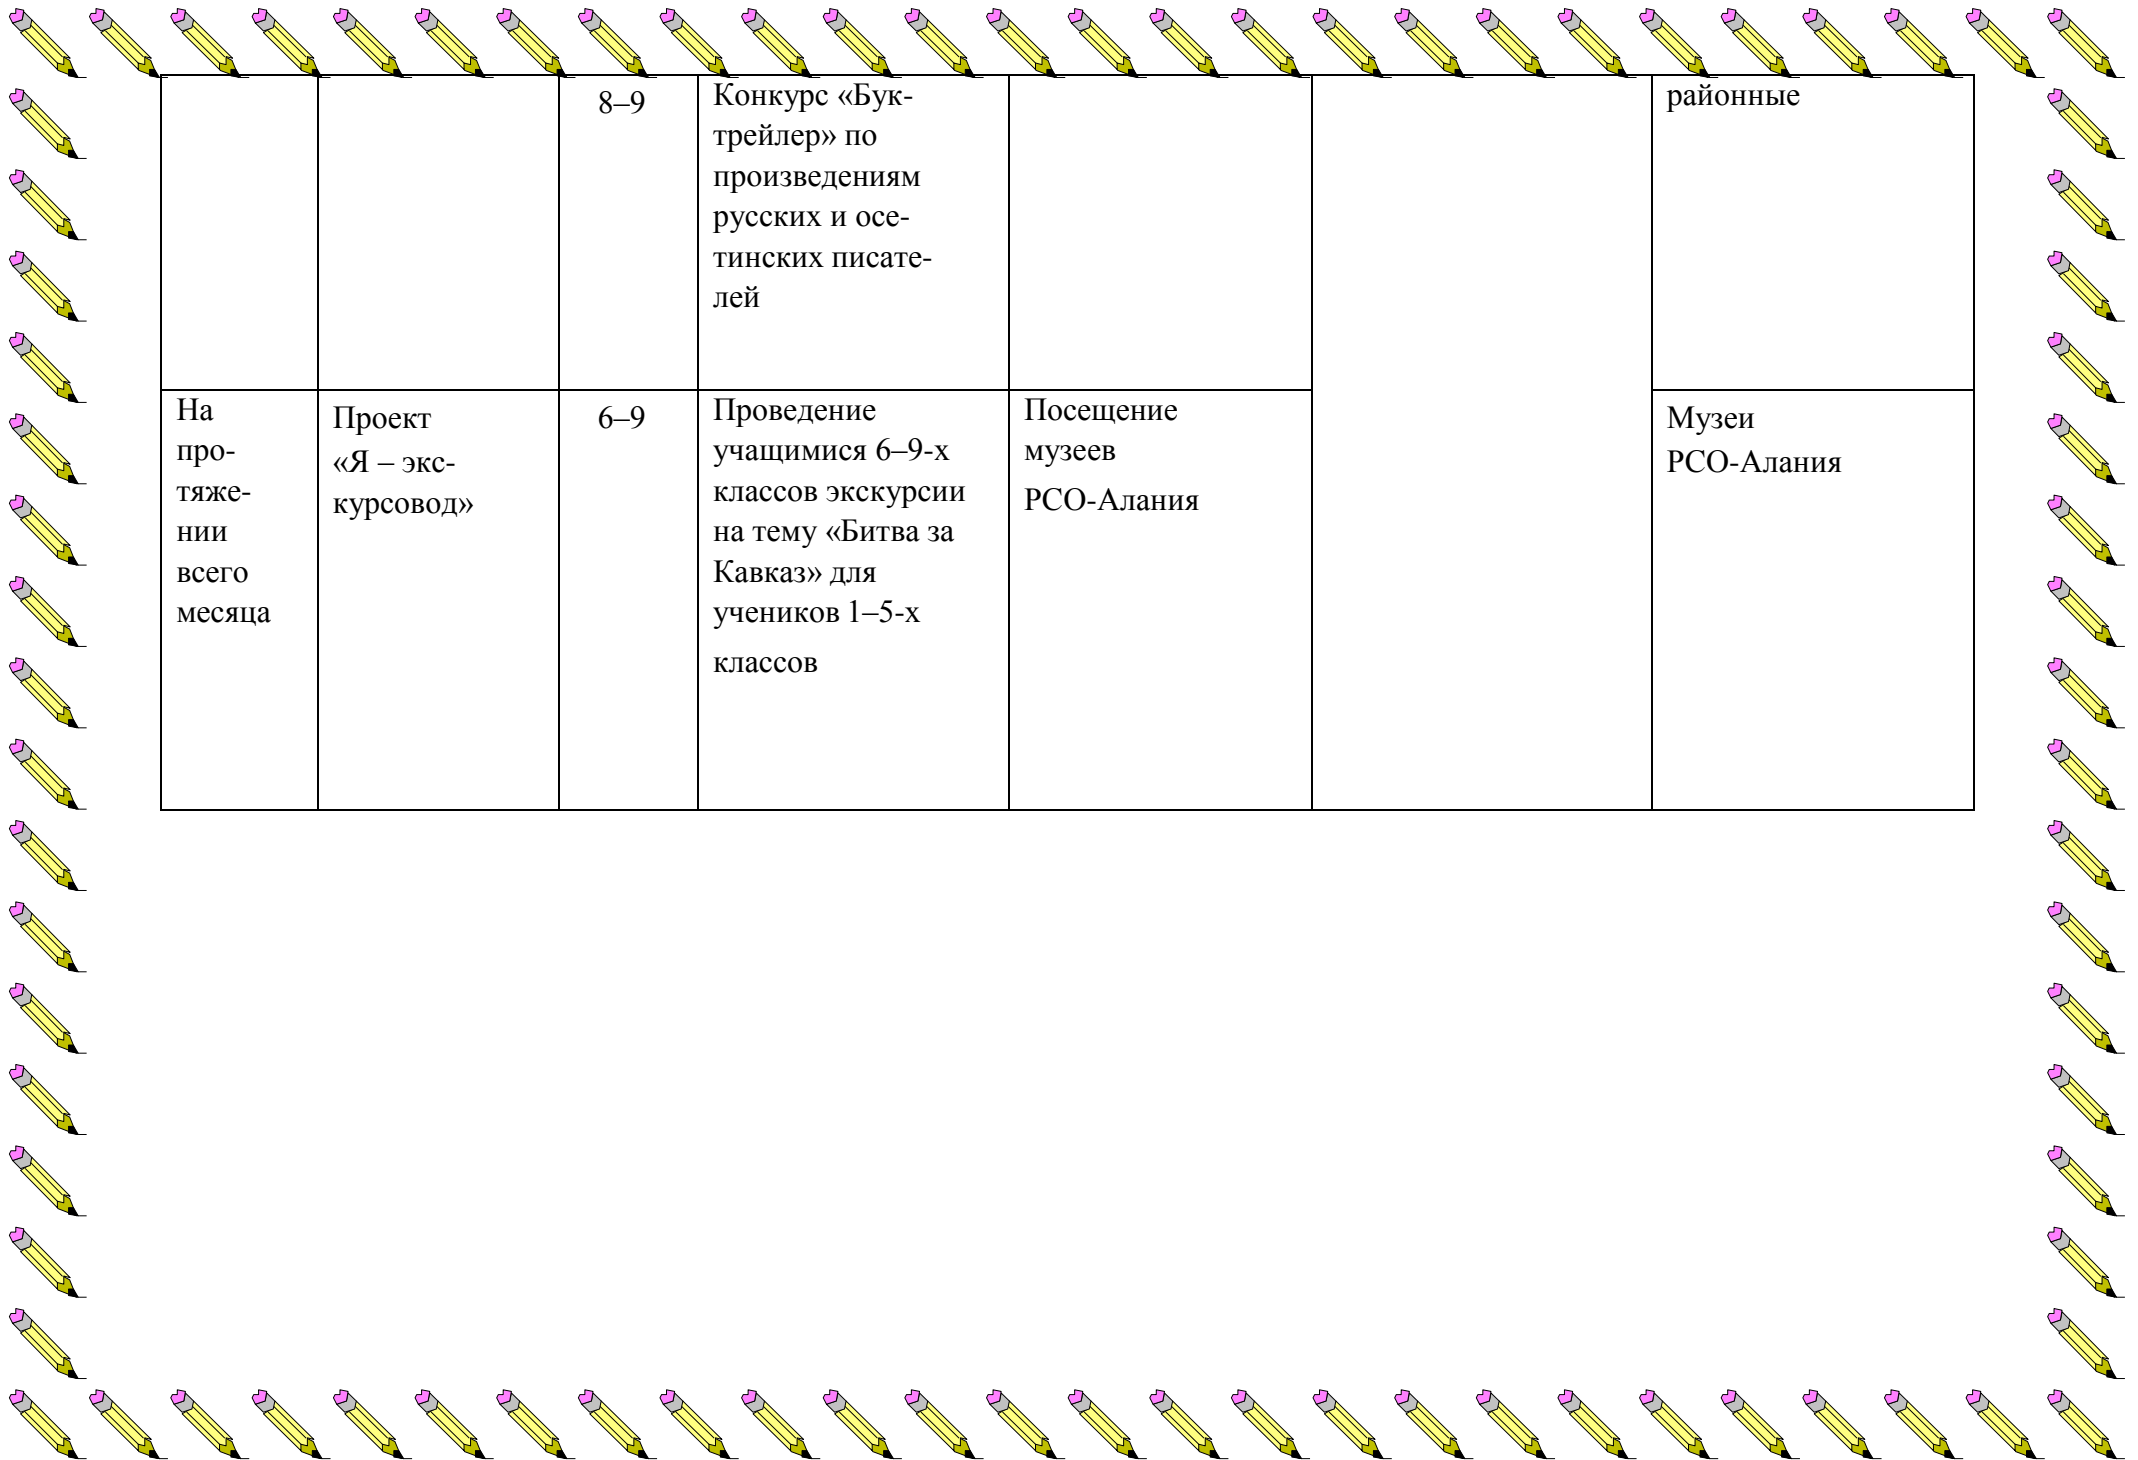 8–9
Конкурс «Бук-
трейлер» по
произведениям
русских и осе-
тинских писате-
лей
районные
На
про-
тяже-
нии
всего
месяца
Проект
«Я – экс-
курсовод»
6–9
Проведение
учащимися 6–9-х
классов экскурсии
на тему «Битва за
Кавказ» для
учеников 1–5-х
классов
Посещение
музеев
РСО-Алания
Музеи
РСО-Алания